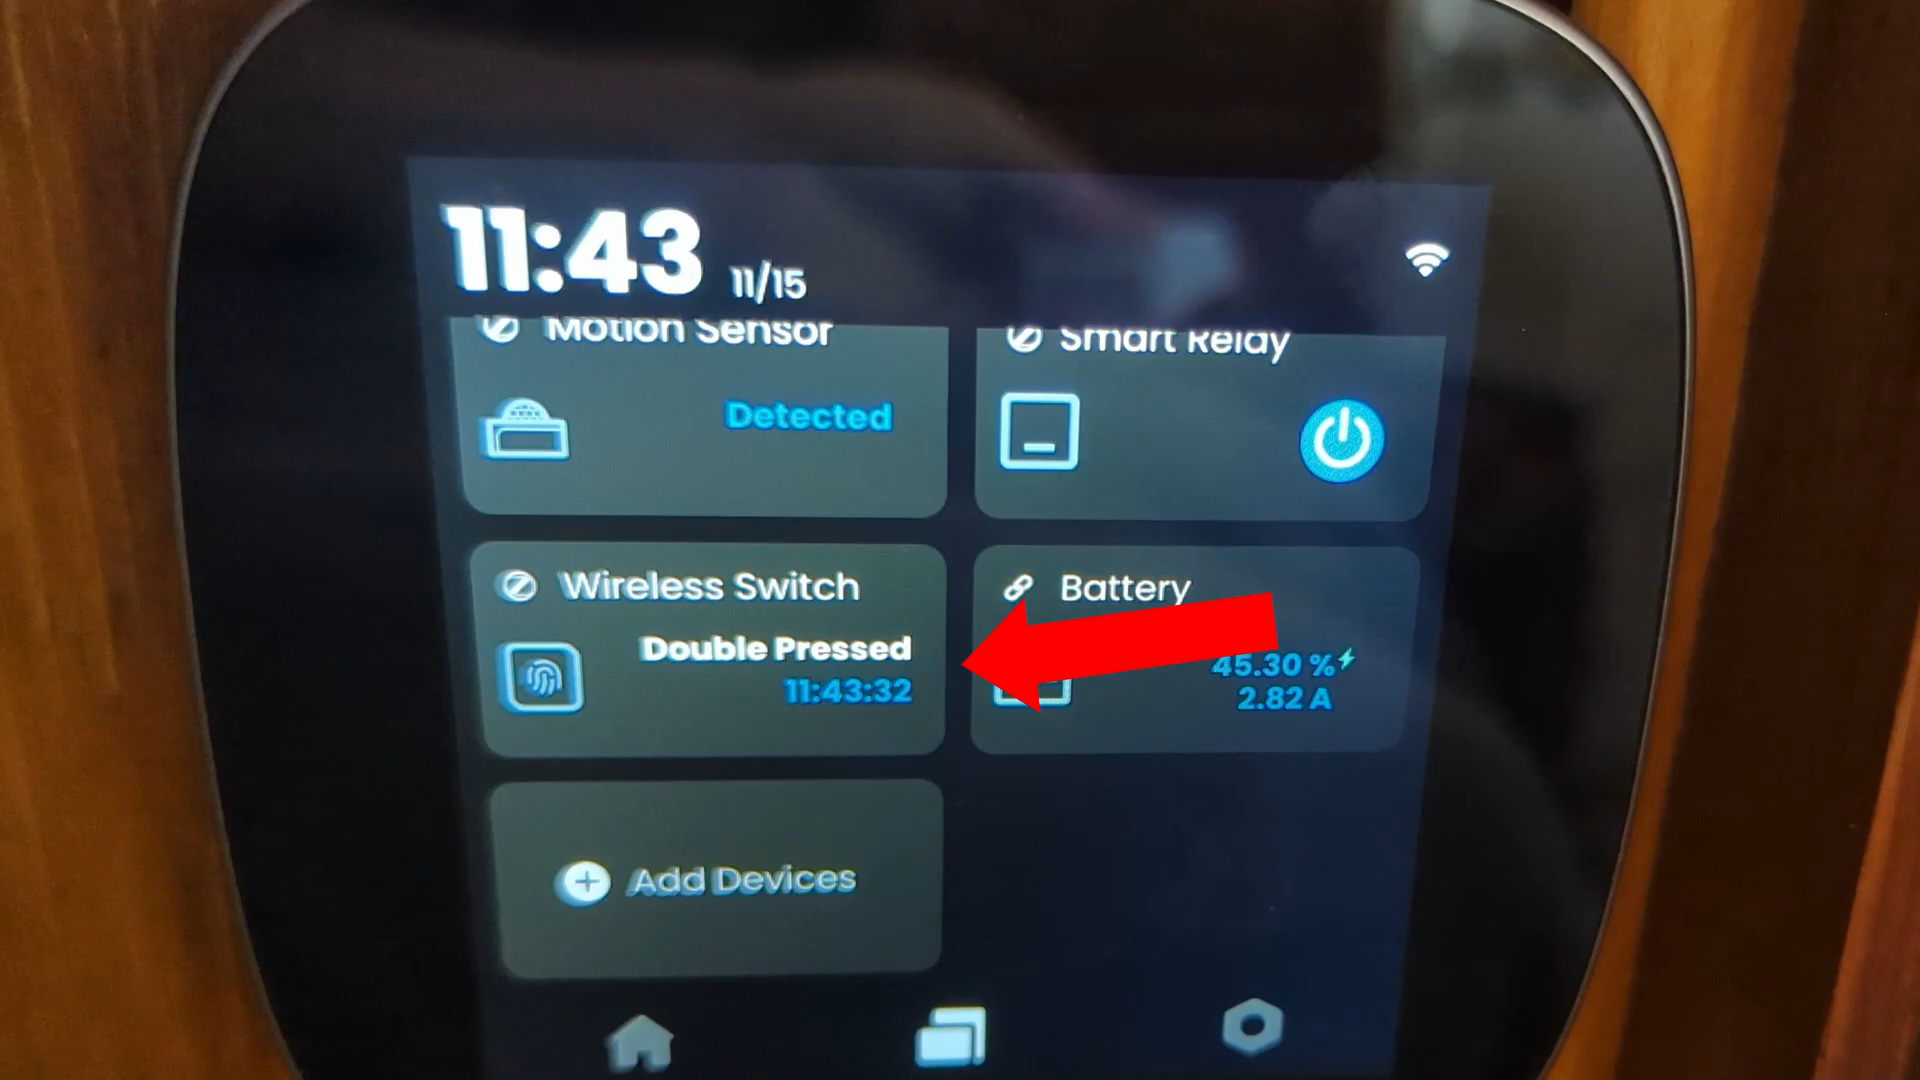 11:43 11/15
Motion Sensor
Detected
Smart Relay
Wireless Switch
Double Pressed
11:43:32
Battery
45.30 %
2.82 A
Add Devices